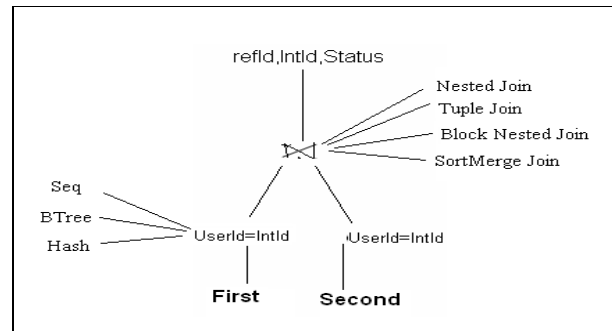 refId,IntId,Status
Nested Join
Tuple Join
Block Nested Join
SortMerge Join
Seq
BTree
Hash
UserId=IntId
UserId=IntId
First
Second